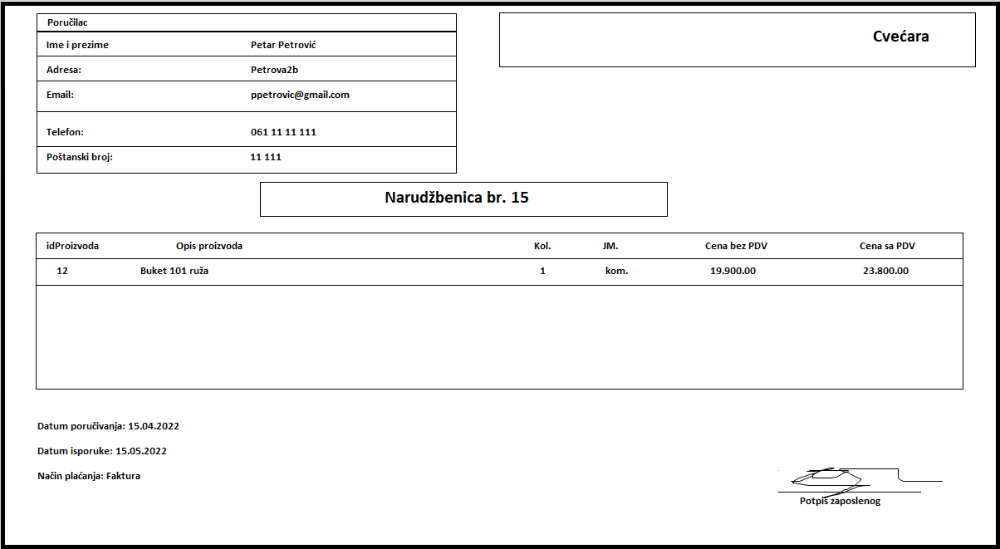 Poručilac
Ime i prezime Petar Petrović
Adresa: Petrova2b
Email: ppetrovic@gmail.com
Telefon: 061 11 11 111
Poštanski broj: 11 111
Cvećara
Narudžbenica br. 15
idProizvoda Opis proizvoda Kol. JM. Cena bez PDV Cena sa PDV
12 Buket 101 ruža 1 kom. 19.900.00 23.800.00
Datum poručivanja: 15.04.2022
Datum isporuke: 15.05.2022
Način plaćanja: Faktura
Potpis zaposlenog